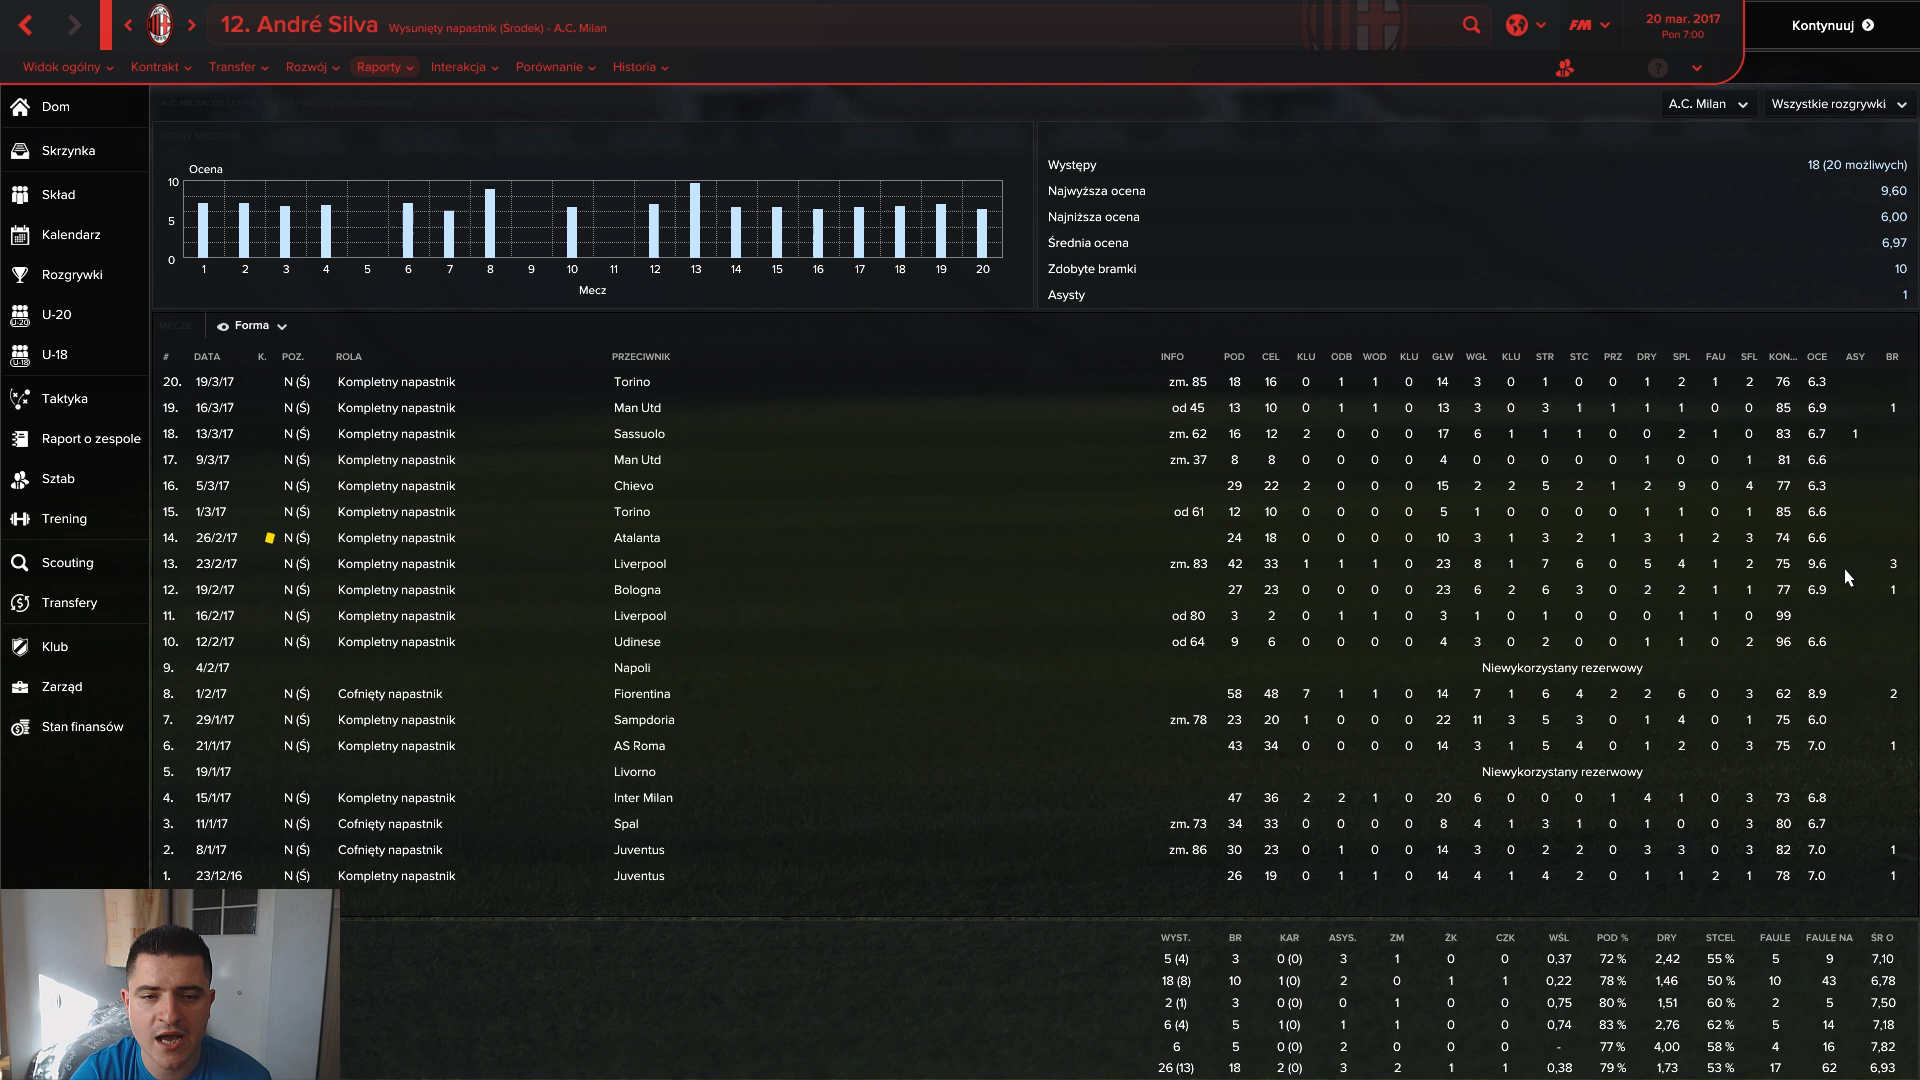 12. André Silva Wysunięty napastnik (Środek) - A.C. Milan
FM
20 mar. 2017
Pon 7:00
Kontynuuj
Widok ogólny Kontrakt Transfer Rozwój Raporty Interakcja Porównanie Historia ?
Dom
Skrzynka
Skład
Kalendarz
Rozgrywki
U-20
U-18
Taktyka
Raport o zespole
Sztab
Trening
Scouting
Transfery
Klub
Zarząd
Stan finansów
A.C. Milan Wszystkie rozgrywki
Ocena
10
5
0
1 2 3 4 5 6 7 8 9 10 11 12 13 14 15 16 17 18 19 20
Mecz
Występy 18 (20 możliwych)
Najwyższa ocena 9,60
Najniższa ocena 6,00
Średnia ocena 6,97
Zdobyte bramki 10
Asysty 1
MECZE Forma
# DATA K. POZ. ROLA PRZECIWNIK INFO POD CEL KLU ODB WOD KLU GŁW WGŁ KLU STR STC PRZ DRY SPL FAU SFL KON... OCE ASY BR
20. 19/3/17 N (Ś) Kompletny napastnik Torino zm. 85 18 16 0 1 1 0 14 3 0 1 0 0 1 2 1 2 76 6.3
19. 16/3/17 N (Ś) Kompletny napastnik Man Utd od 45 13 10 0 1 1 0 13 3 0 3 1 1 1 1 0 0 85 6.9 1
18. 13/3/17 N (Ś) Kompletny napastnik Sassuolo zm. 62 16 12 2 0 0 0 17 6 1 1 1 0 0 2 1 0 83 6.7 1
17. 9/3/17 N (Ś) Kompletny napastnik Man Utd zm. 37 8 8 0 0 0 0 4 0 0 0 0 0 1 0 0 1 81 6.6
16. 5/3/17 N (Ś) Kompletny napastnik Chievo 29 22 2 0 0 0 15 2 2 5 2 1 2 9 0 4 77 6.3
15. 1/3/17 N (Ś) Kompletny napastnik Torino od 61 12 10 0 0 0 0 5 1 0 0 0 0 1 1 0 1 85 6.6
14. 26/2/17 N (Ś) Kompletny napastnik Atalanta 24 18 0 0 0 0 10 3 1 3 2 1 3 1 2 3 74 6.6
13. 23/2/17 N (Ś) Kompletny napastnik Liverpool zm. 83 42 33 1 1 1 0 23 8 1 7 6 0 5 4 1 2 75 9.6 3
12. 19/2/17 N (Ś) Kompletny napastnik Bologna 27 23 0 0 0 0 23 6 2 6 3 0 2 2 1 1 77 6.9 1
11. 16/2/17 N (Ś) Kompletny napastnik Liverpool od 80 3 2 0 1 1 0 3 1 0 1 0 0 0 1 1 0 99
10. 12/2/17 N (Ś) Kompletny napastnik Udinese od 64 9 6 0 0 0 0 4 3 0 2 0 0 1 1 0 2 96 6.6
9. 4/2/17 Napoli Niewykorzystany rezerwowy
8. 1/2/17 N (Ś) Cofnięty napastnik Fiorentina 58 48 7 1 1 0 14 7 1 6 4 2 2 6 0 3 62 8.9 2
7. 29/1/17 N (Ś) Kompletny napastnik Sampdoria zm. 78 23 20 1 0 0 0 22 11 3 5 3 0 1 4 0 1 75 6.0
6. 21/1/17 N (Ś) Kompletny napastnik AS Roma 43 34 0 0 0 0 14 3 1 5 4 0 1 2 0 3 75 7.0 1
5. 19/1/17 Livorno Niewykorzystany rezerwowy
4. 15/1/17 N (Ś) Kompletny napastnik Inter Milan 47 36 2 2 1 0 20 6 0 0 0 1 4 1 0 3 73 6.8
3. 11/1/17 N (Ś) Cofnięty napastnik Spal zm. 73 34 33 0 0 0 0 8 4 1 3 1 0 1 0 0 3 80 6.7
2. 8/1/17 N (Ś) Cofnięty napastnik Juventus zm. 86 30 23 0 1 0 0 14 3 0 2 2 0 3 3 0 3 82 7.0 1
1. 23/12/16 N (Ś) Kompletny napastnik Juventus 26 19 0 1 1 0 14 4 1 4 2 0 1 1 2 1 78 7.0 1
WYST. BR KAR ASYS. ZM ŻK CZK WŚL POD % DRY STCEL FAULE FAULE NA ŚR O
5 (4) 3 0 (0) 3 1 0 0 0,37 72 % 2,42 55 % 5 9 7,10
18 (8) 10 1 (0) 2 0 1 1 0,22 78 % 1,46 50 % 10 43 6,78
2 (1) 3 0 (0) 0 1 0 0 0,75 80 % 1,51 60 % 2 5 7,50
6 (4) 5 1 (0) 1 1 0 0 0,74 83 % 2,76 62 % 5 14 7,18
6 5 0 (0) 2 0 0 0 - 77 % 4,00 58 % 4 16 7,82
26 (13) 18 2 (0) 3 2 1 1 0,38 79 % 1,73 53 % 17 62 6,93